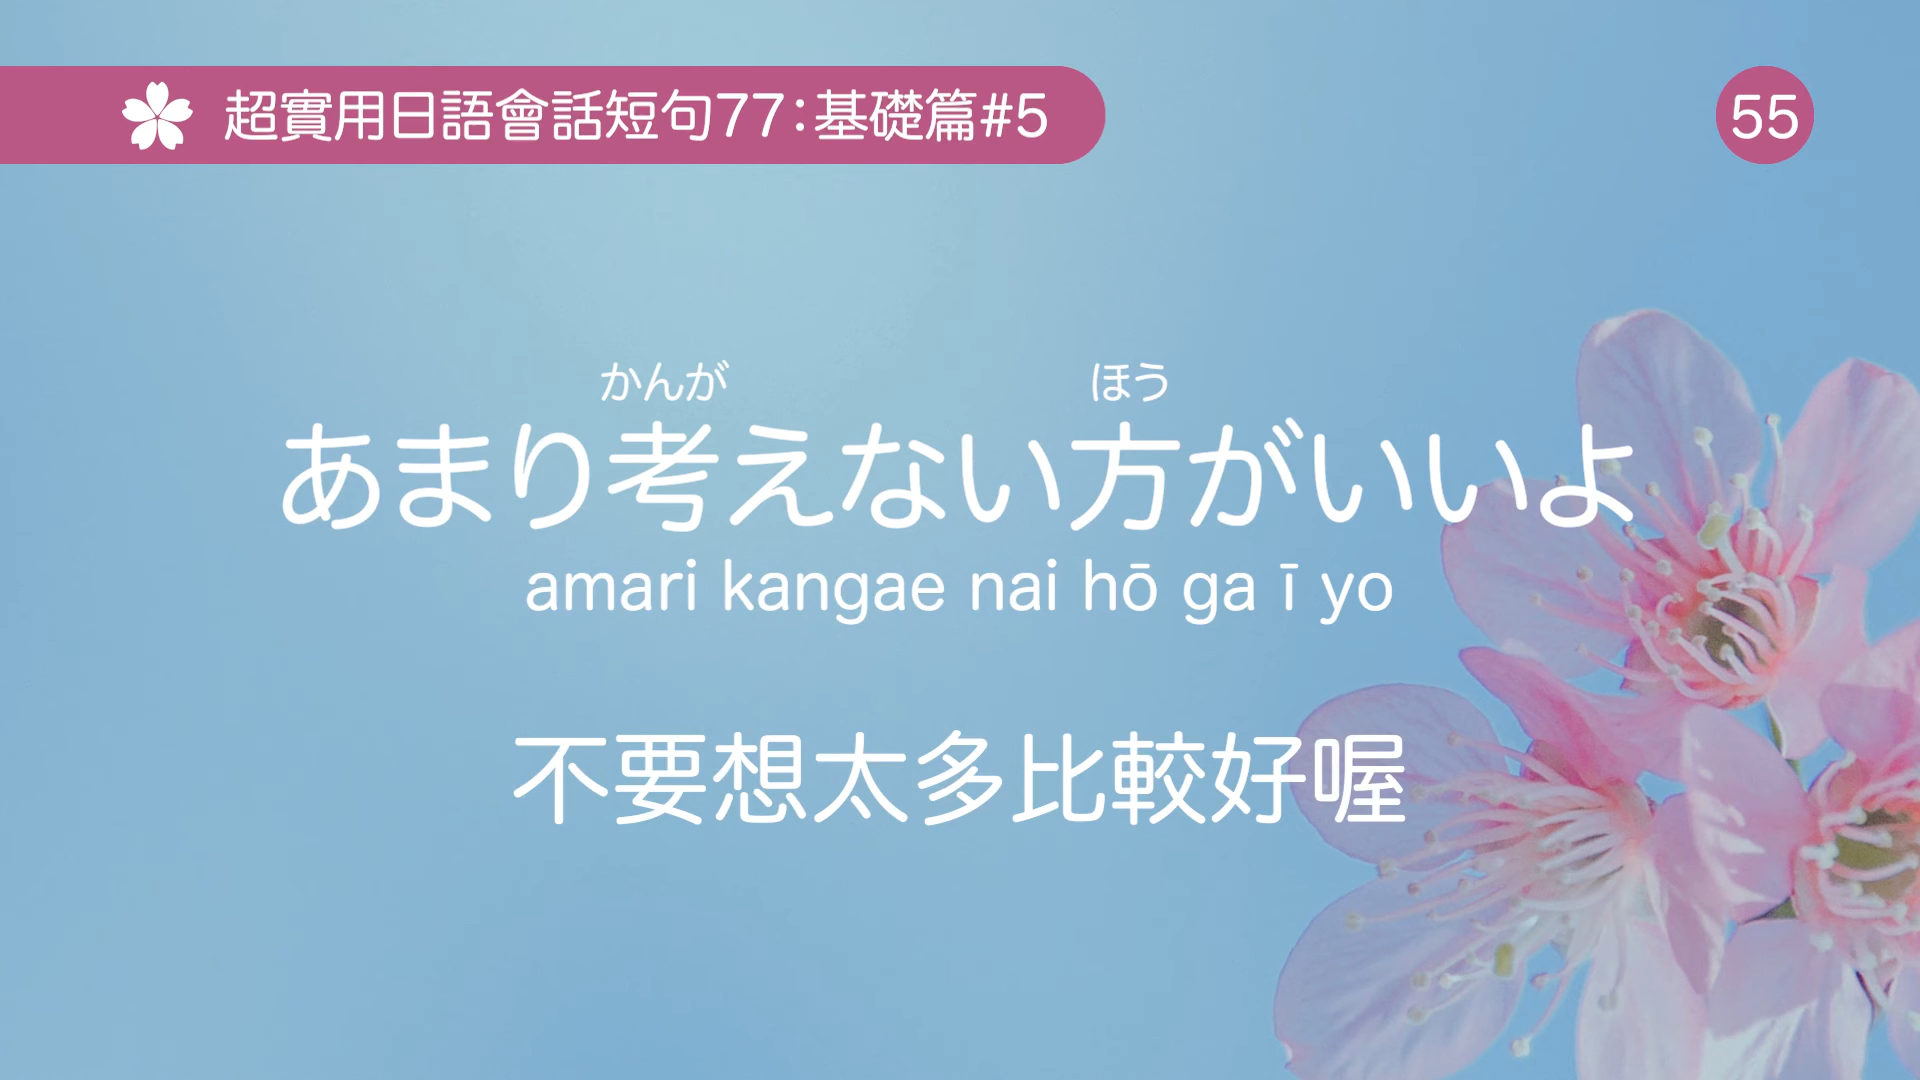 超實用日語會話短句77：基礎篇#5
55
かんが ほう
あまり考えない方がいいよ
amari kangae nai hō ga ī yo
不要想太多比較好喔